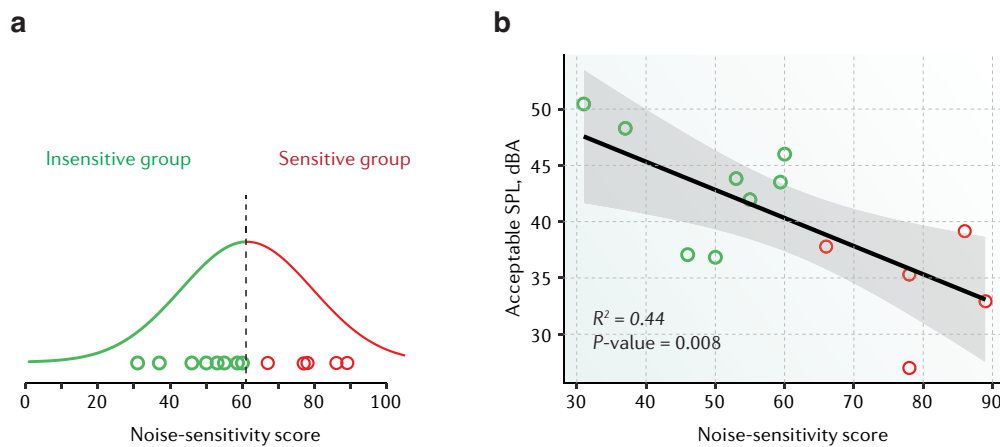 a
Insensitive group
Sensitive group
0 20 40 60 80 100
Noise-sensitivity score
b
Acceptable SPL, dBA
50
45
40
35
30
R² = 0.44
P-value = 0.008
30 40 50 60 70 80 90
Noise-sensitivity score